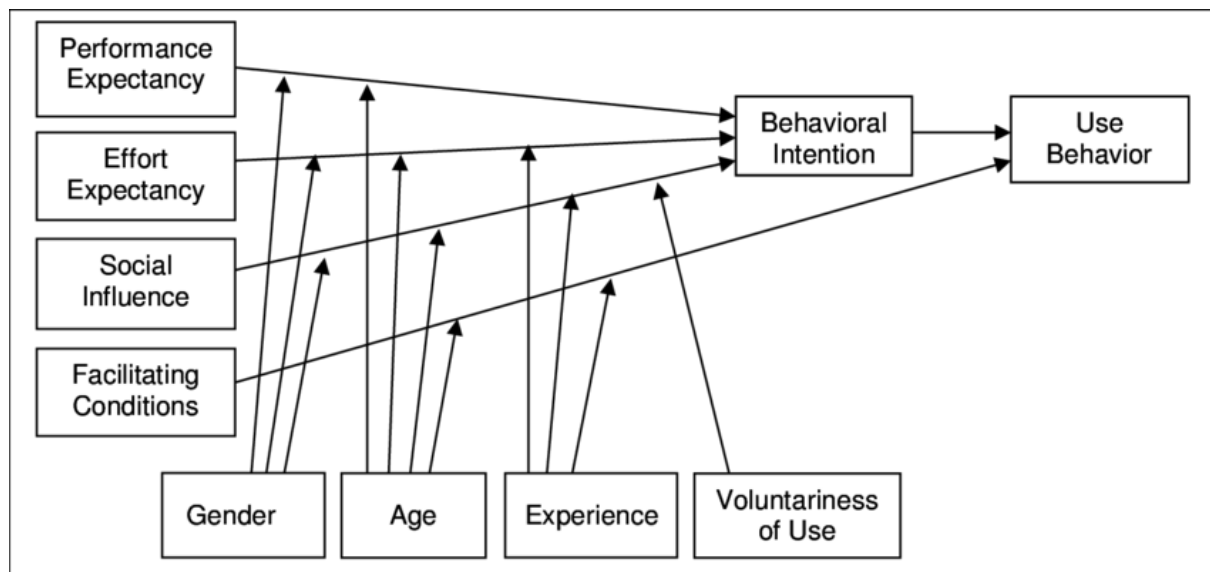 Performance
Expectancy
Effort
Expectancy
Social
Influence
Facilitating
Conditions
Behavioral
Intention
Use
Behavior
Gender
Age
Experience
Voluntariness
of Use